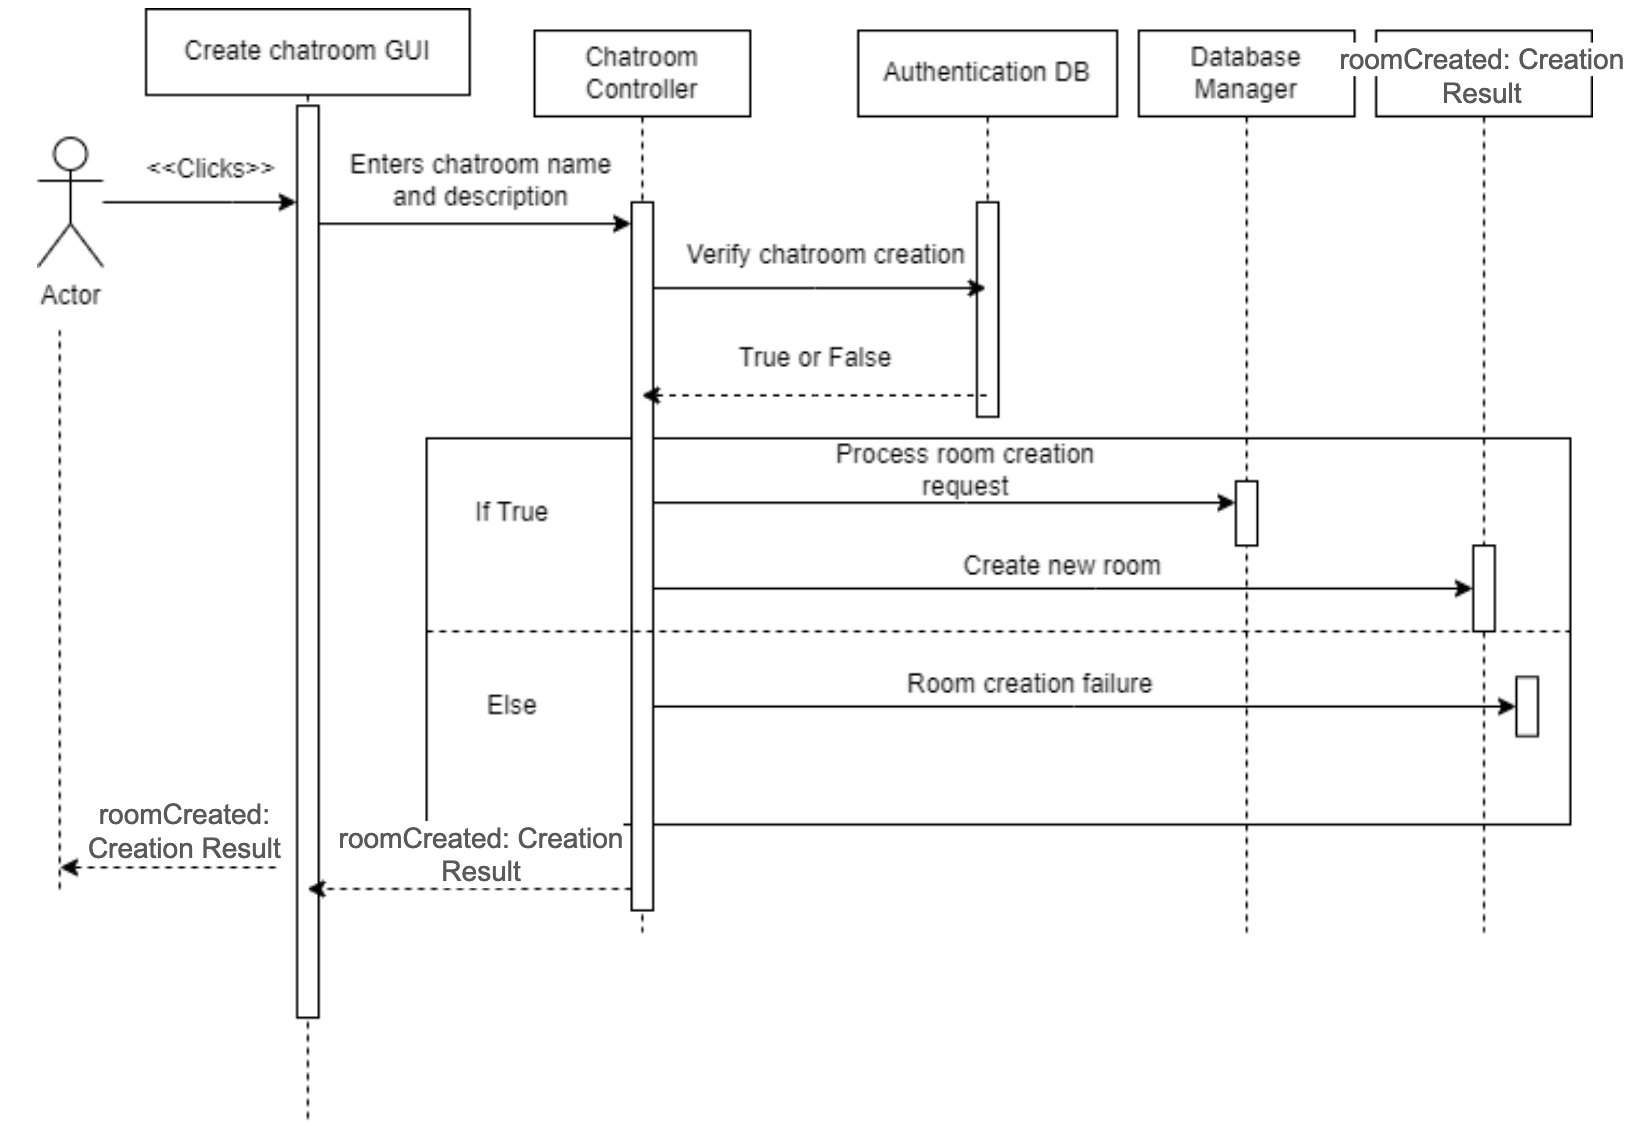 Create chatroom GUI
Chatroom
Controller
Authentication DB
Database
Manager
roomCreated: Creation
Result
<<Clicks>>
Enters chatroom name
and description
Actor
Verify chatroom creation
True or False
If True
Process room creation
request
Create new room
Else
Room creation failure
roomCreated:
Creation Result
roomCreated: Creation
Result